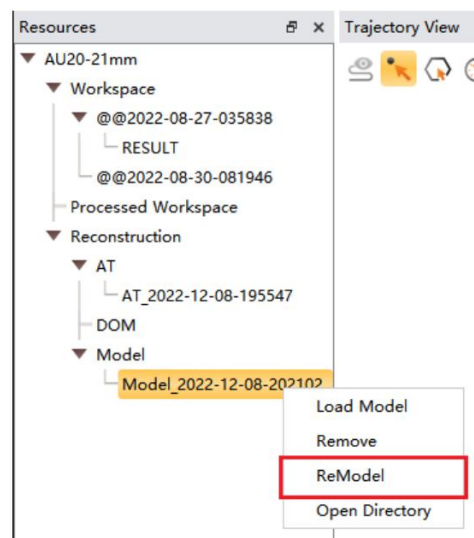 Resources
Trajectory View
AU20-21mm
Workspace
@@2022-08-27-035838
RESULT
@@2022-08-30-081946
Processed Workspace
Reconstruction
AT
AT_2022-12-08-195547
DOM
Model
Model_2022-12-08-202102
Load Model
Remove
ReModel
Open Directory